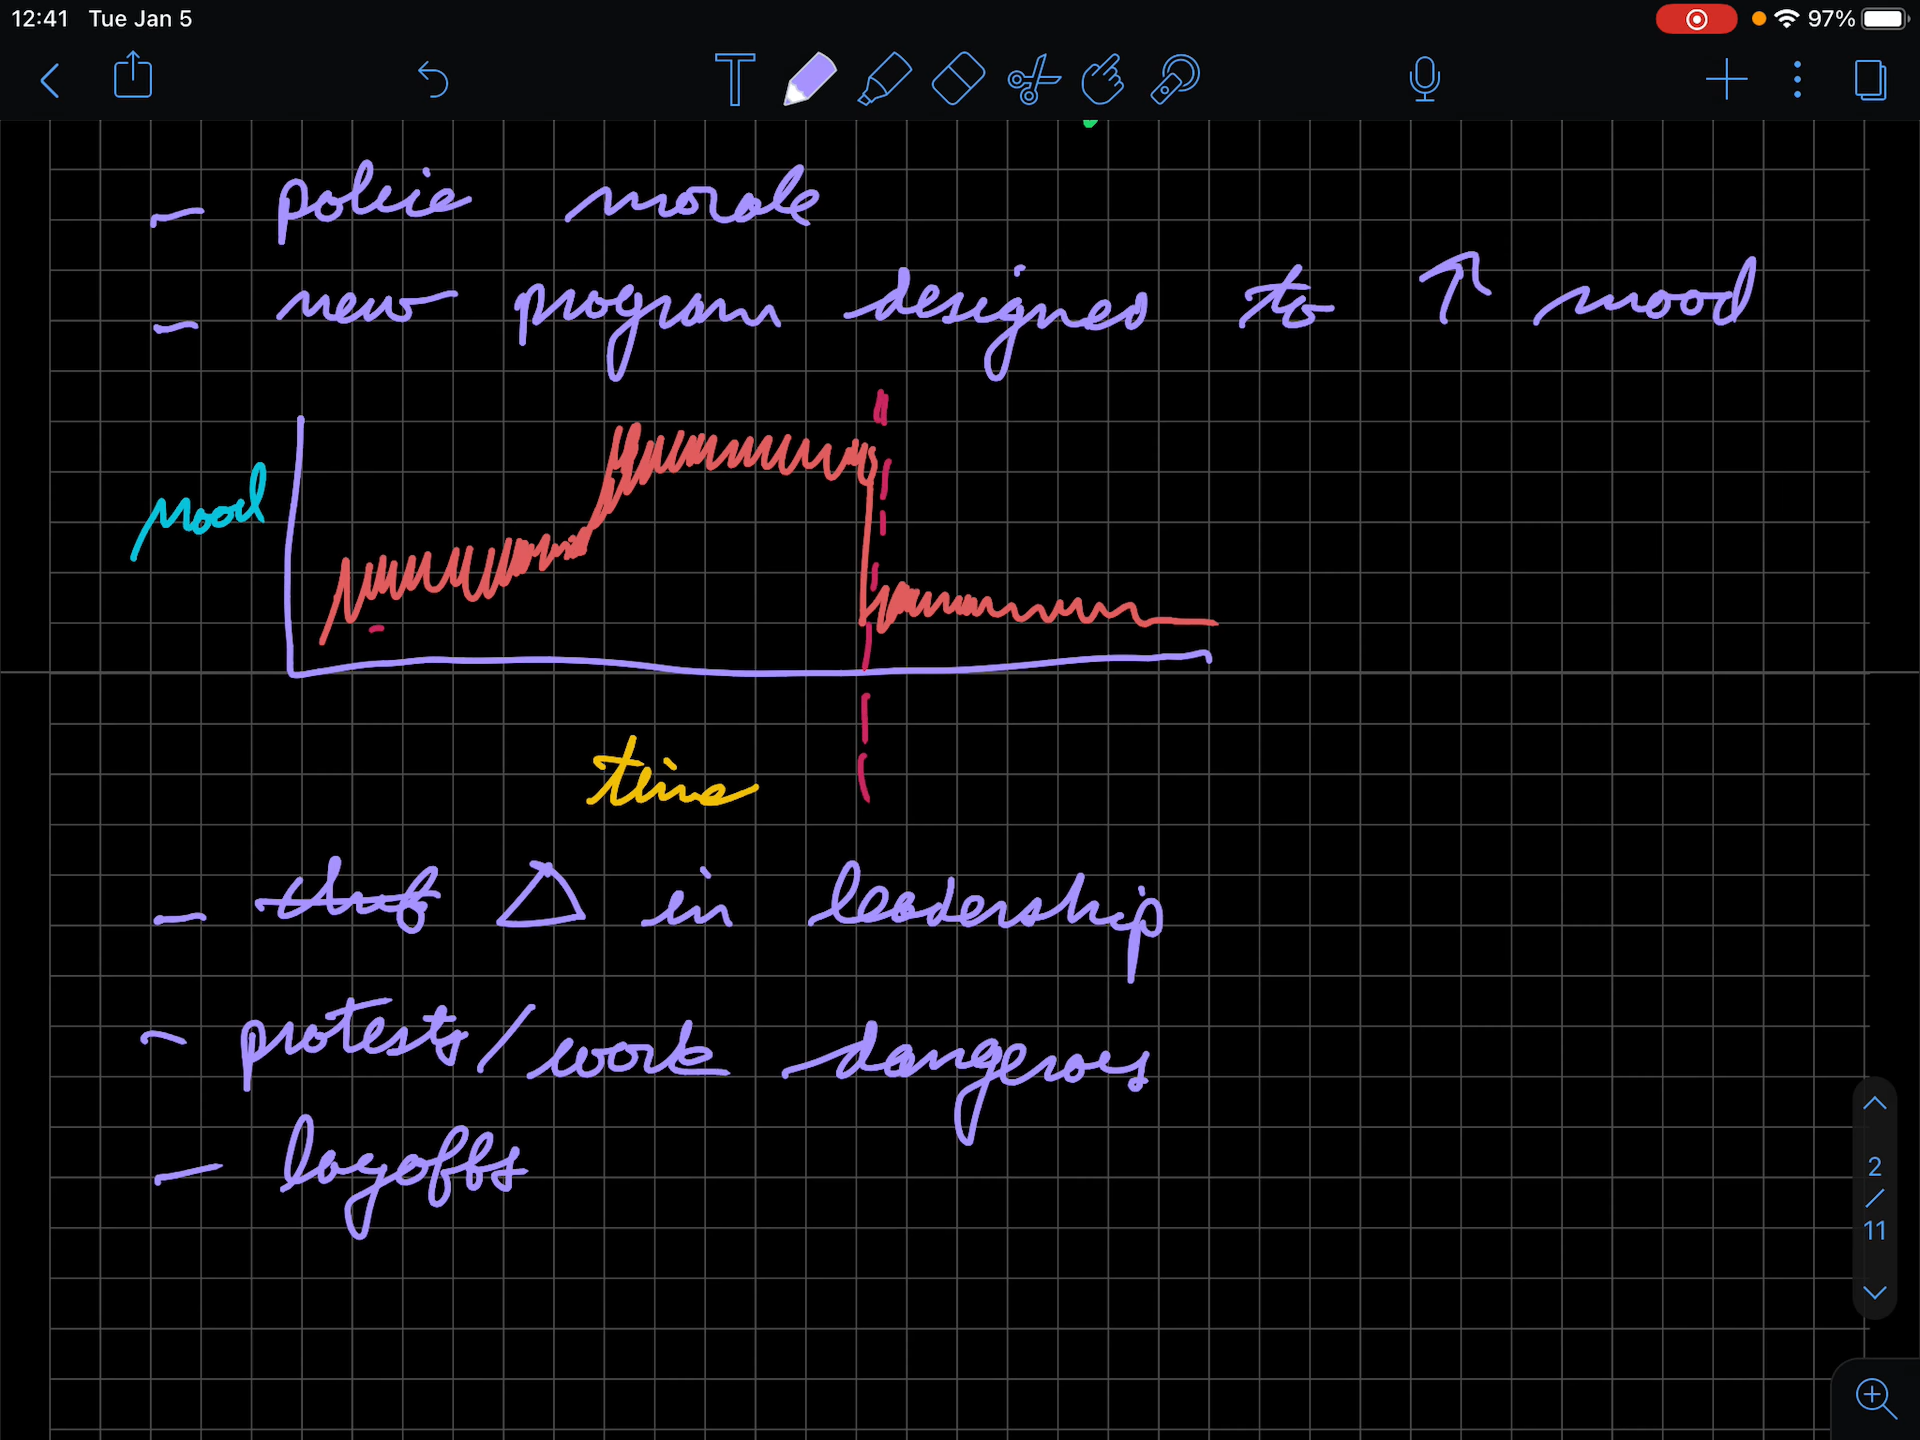 12:41 Tue Jan 5 97%
- police morale
- new program designed to ↑ mood
mood
time
- Δ in leadership
- protests/work dangerous
- layoffs
2
/
11